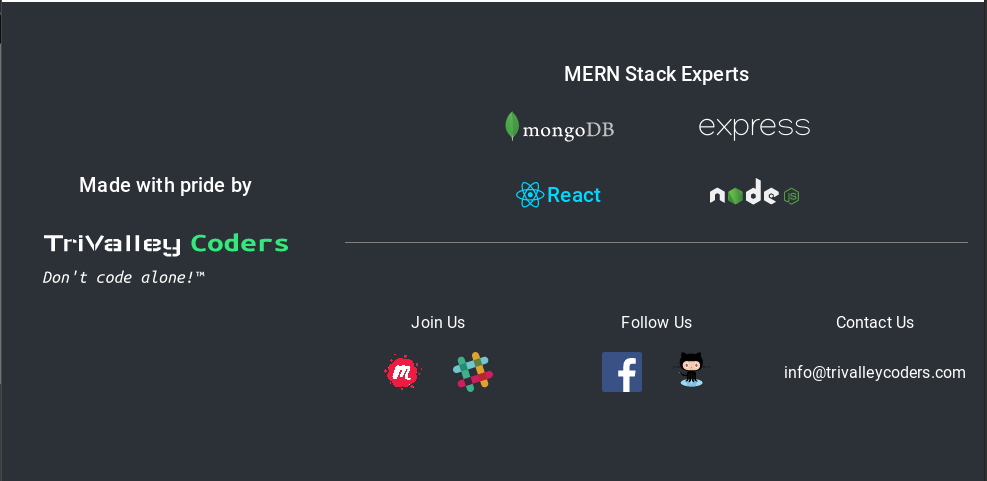 MERN Stack Experts
mongoDB
express
Made with pride by
React
node
JS
TriValley Coders
Don't code alone!™
Join Us
Follow Us
Contact Us
m
f
info@trivalleycoders.com